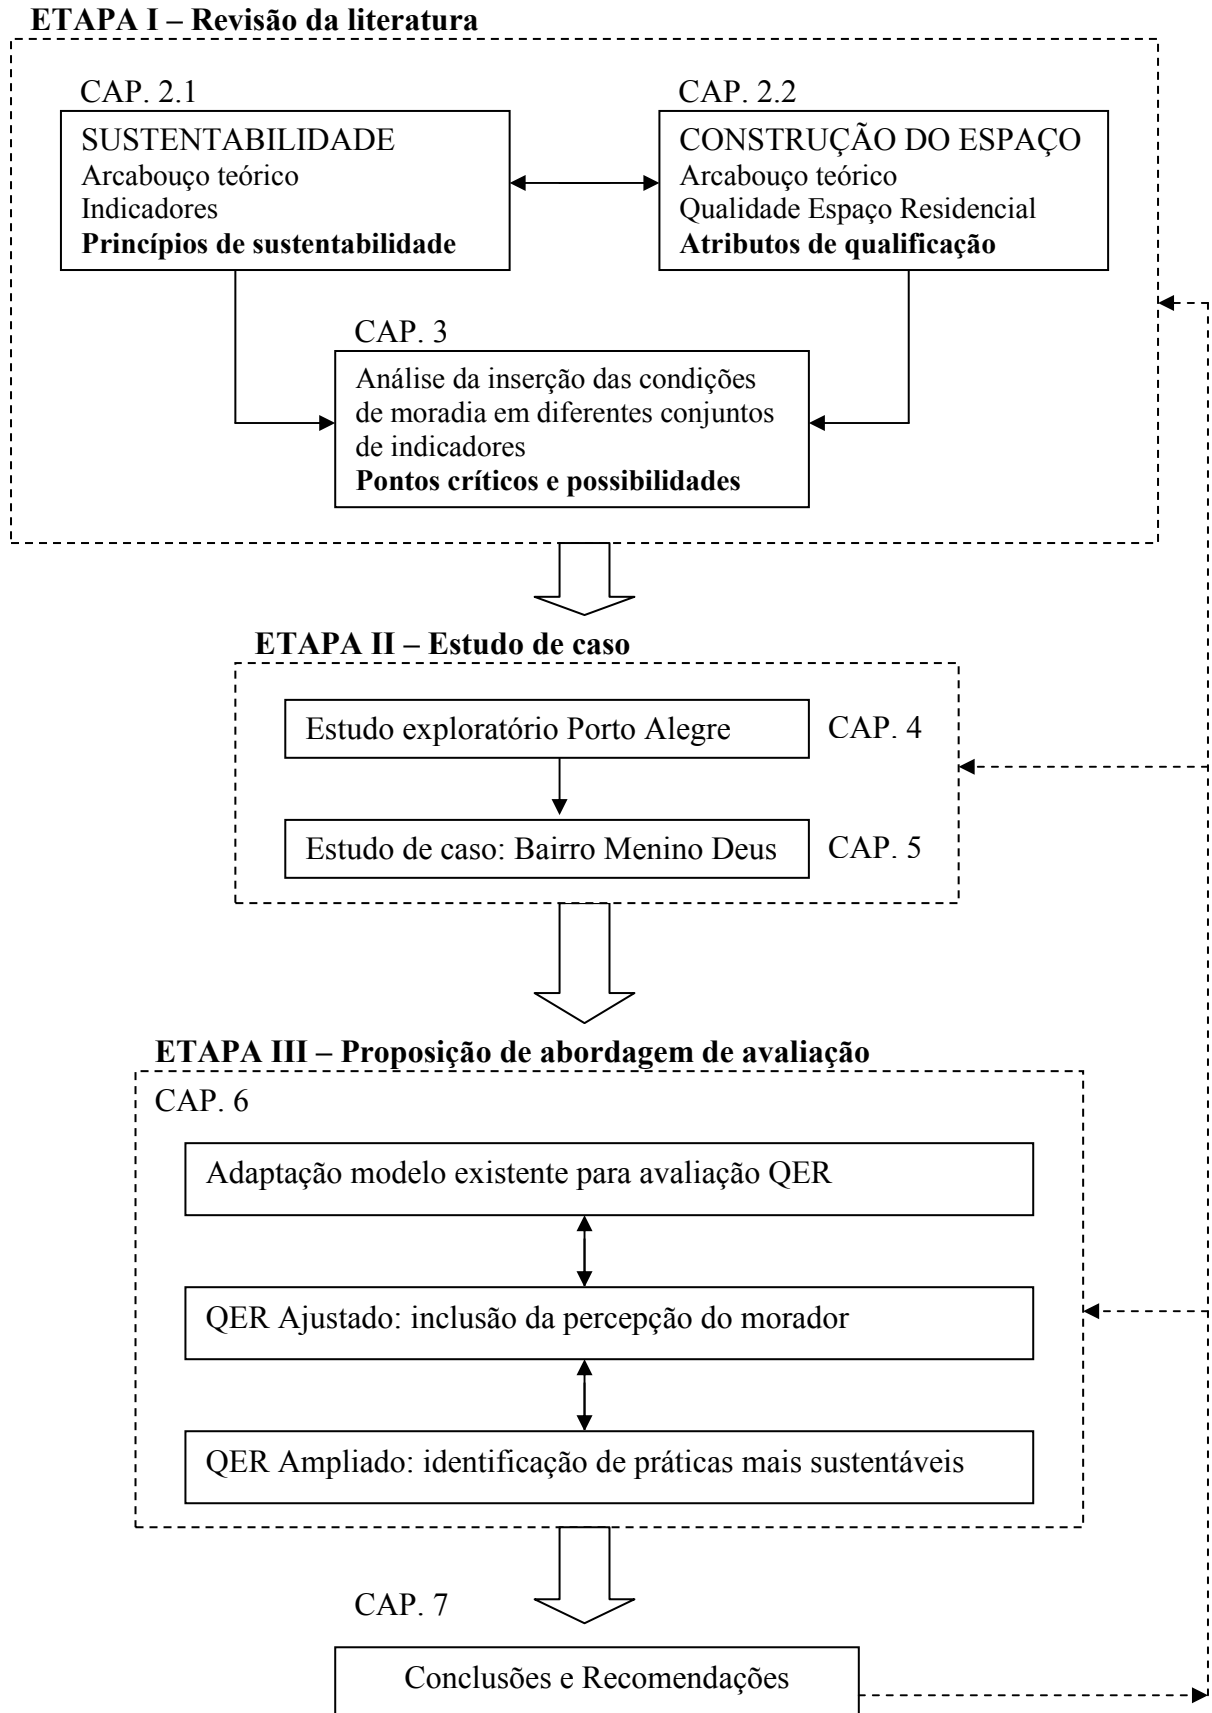 ETAPA I – Revisão da literatura
CAP. 2.1
SUSTENTABILIDADE
Arcabouço teórico
Indicadores
Princípios de sustentabilidade
CAP. 2.2
CONSTRUÇÃO DO ESPAÇO
Arcabouço teórico
Qualidade Espaço Residencial
Atributos de qualificação
CAP. 3
Análise da inserção das condições
de moradia em diferentes conjuntos
de indicadores
Pontos críticos e possibilidades
ETAPA II – Estudo de caso
Estudo exploratório Porto Alegre
CAP. 4
Estudo de caso: Bairro Menino Deus
CAP. 5
ETAPA III – Proposição de abordagem de avaliação
CAP. 6
Adaptação modelo existente para avaliação QER
QER Ajustado: inclusão da percepção do morador
QER Ampliado: identificação de práticas mais sustentáveis
CAP. 7
Conclusões e Recomendações